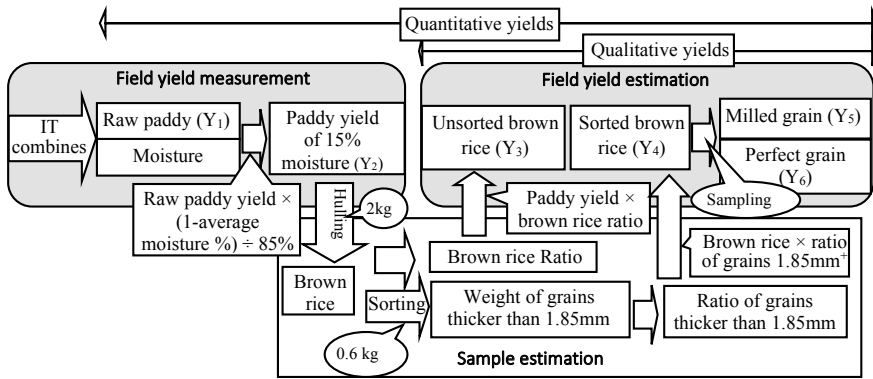 Quantitative yields
Qualitative yields
Field yield measurement
Field yield estimation
IT
combines
Raw paddy (Y1)
Moisture
Paddy yield
of 15%
moisture (Y2)
Unsorted brown
rice (Y3)
Sorted brown
rice (Y4)
Milled grain (Y5)
Perfect grain
(Y6)
Raw paddy yield ×
(1-average
moisture %) ÷ 85%
Hulling
2kg
Paddy yield ×
brown rice ratio
Sampling
Brown rice × ratio
of grains 1.85mm+
Brown
rice
Brown rice Ratio
Sorting
Weight of grains
thicker than 1.85mm
Ratio of grains
thicker than 1.85mm
0.6 kg
Sample estimation